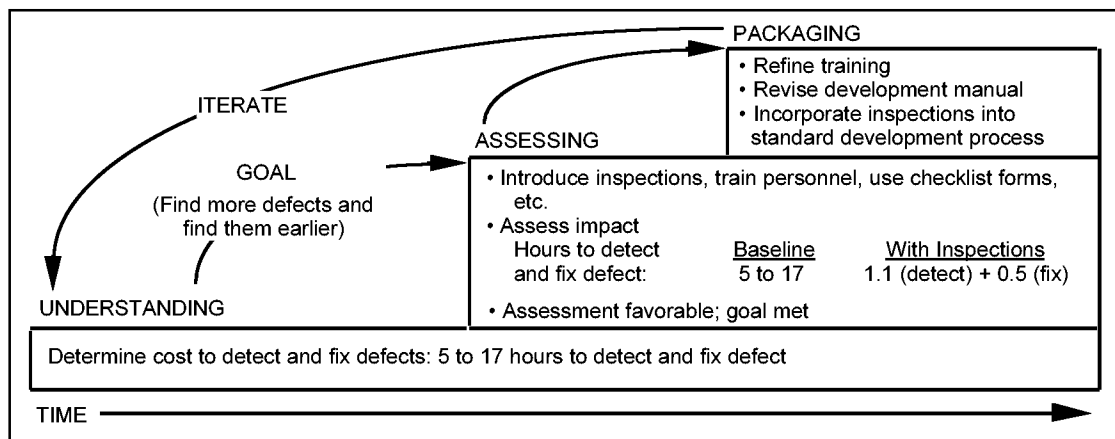 PACKAGING
• Refine training
• Revise development manual
• Incorporate inspections into
standard development process
ITERATE
ASSESSING
GOAL
(Find more defects and
find them earlier)
• Introduce inspections, train personnel, use checklist forms,
etc.
• Assess impact
Hours to detect Baseline With Inspections
and fix defect: 5 to 17 1.1 (detect) + 0.5 (fix)
• Assessment favorable; goal met
UNDERSTANDING
Determine cost to detect and fix defects: 5 to 17 hours to detect and fix defect
TIME